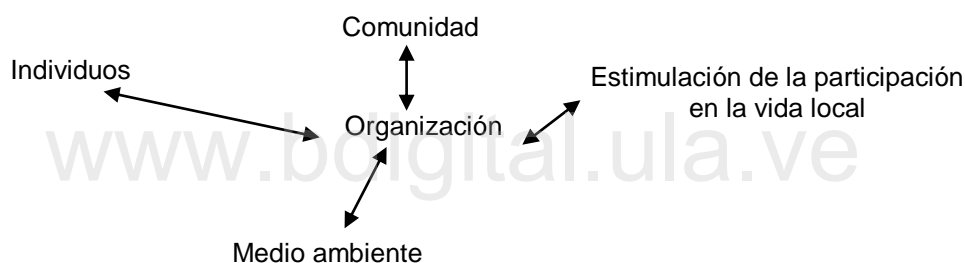 Comunidad
Individuos
Estimulación de la participación
en la vida local
Organización
www.bdigital.ula.ve
Medio ambiente